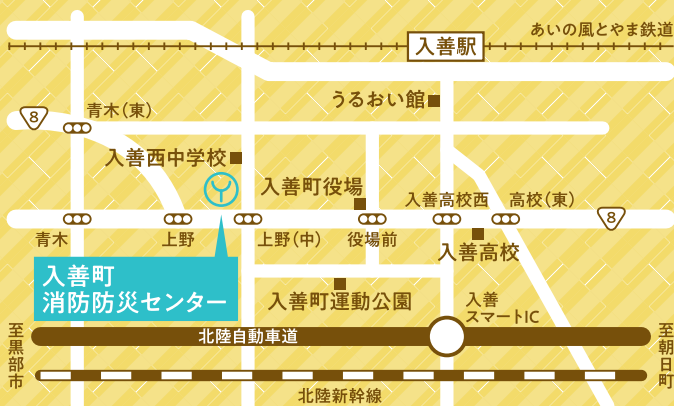 あいの風とやま鉄道
入善駅
うるおい館
8
青木（東）
入善西中学校
入善町役場
入善高校西
高校（東）
8
青木
上野
上野（中）
役場前
入善高校
入善町
消防防災センター
入善町運動公園
入善
スマートIC
至黒部市
北陸自動車道
至朝日町
北陸新幹線